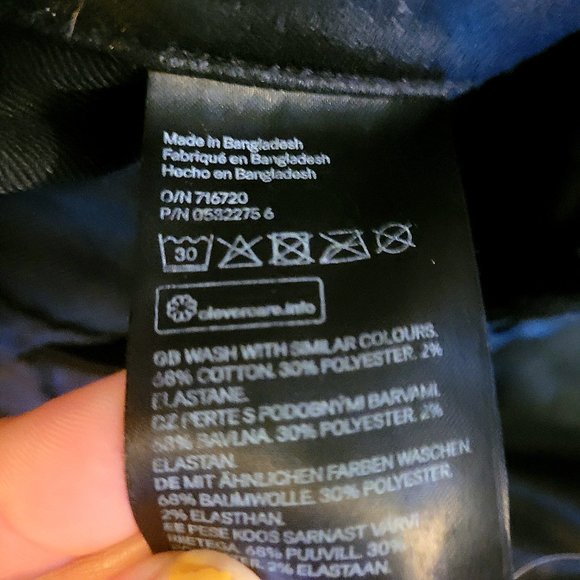 Made in Bangladesh
Fabriqué en Bangladesh
Hecho en Bangladesh
O/N 716720
P/N 0582275 6
30
clevercare.info
GB WASH WITH SIMILAR COLOURS.
68% COTTON. 30% POLYESTER. 2%
ELASTANE.
CZ PERTE S PODOBNÝMI BARVAMI.
68% BAVLNA. 30% POLYESTER. 2%
ELASTAN.
DE MIT ÄHNLICHEN FARBEN WASCHEN.
68% BAUMWOLLE. 30% POLYESTER.
2% ELASTHAN.
EE PESE KOOS SARNAST VÄRVI
68% PUUVILL. 30%
2% ELASTAAN.